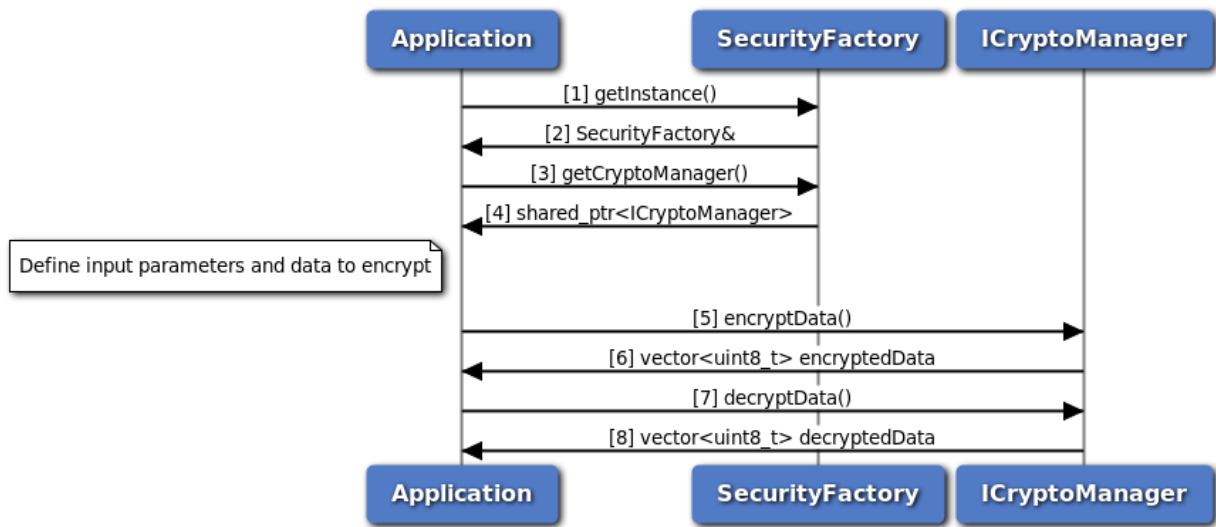 Application SecurityFactory ICryptoManager
[1] getInstance()
[2] SecurityFactory&
[3] getCryptoManager()
[4] shared_ptr<ICryptoManager>
Define input parameters and data to encrypt
[5] encryptData()
[6] vector<uint8_t> encryptedData
[7] decryptData()
[8] vector<uint8_t> decryptedData
Application SecurityFactory ICryptoManager